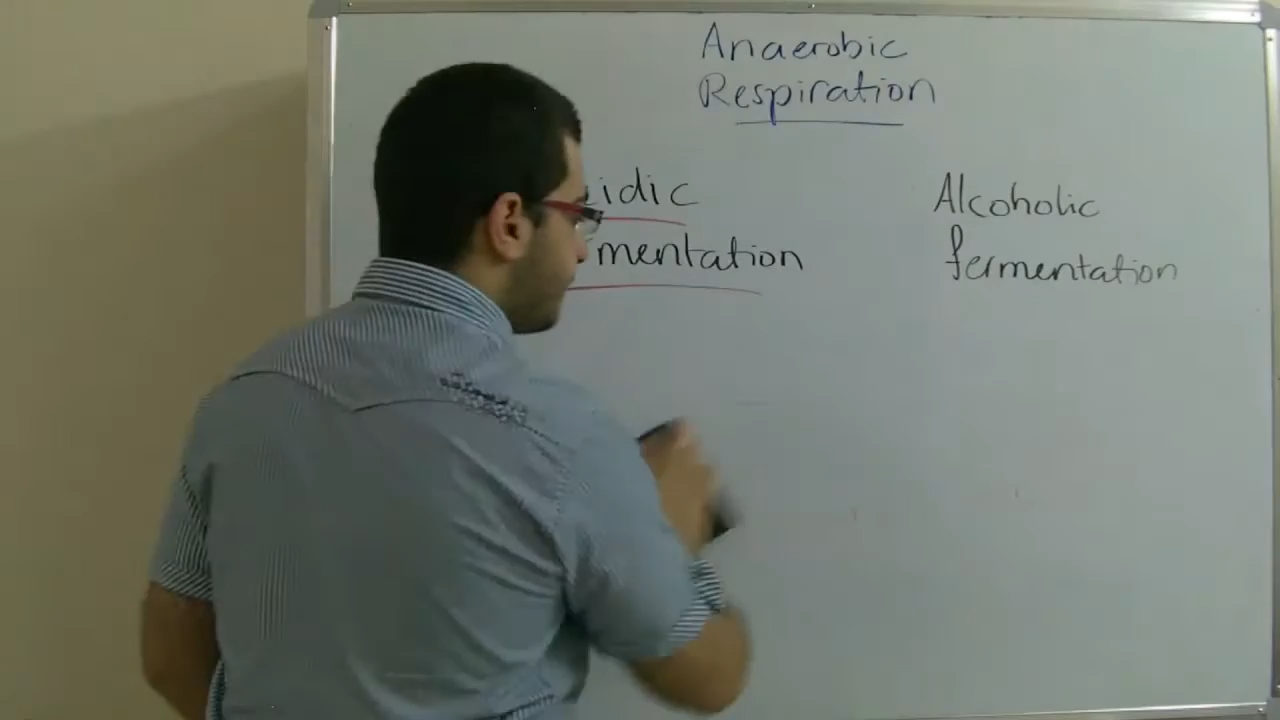 Anaerobic
Respiration
idic
mentation
Alcoholic
fermentation